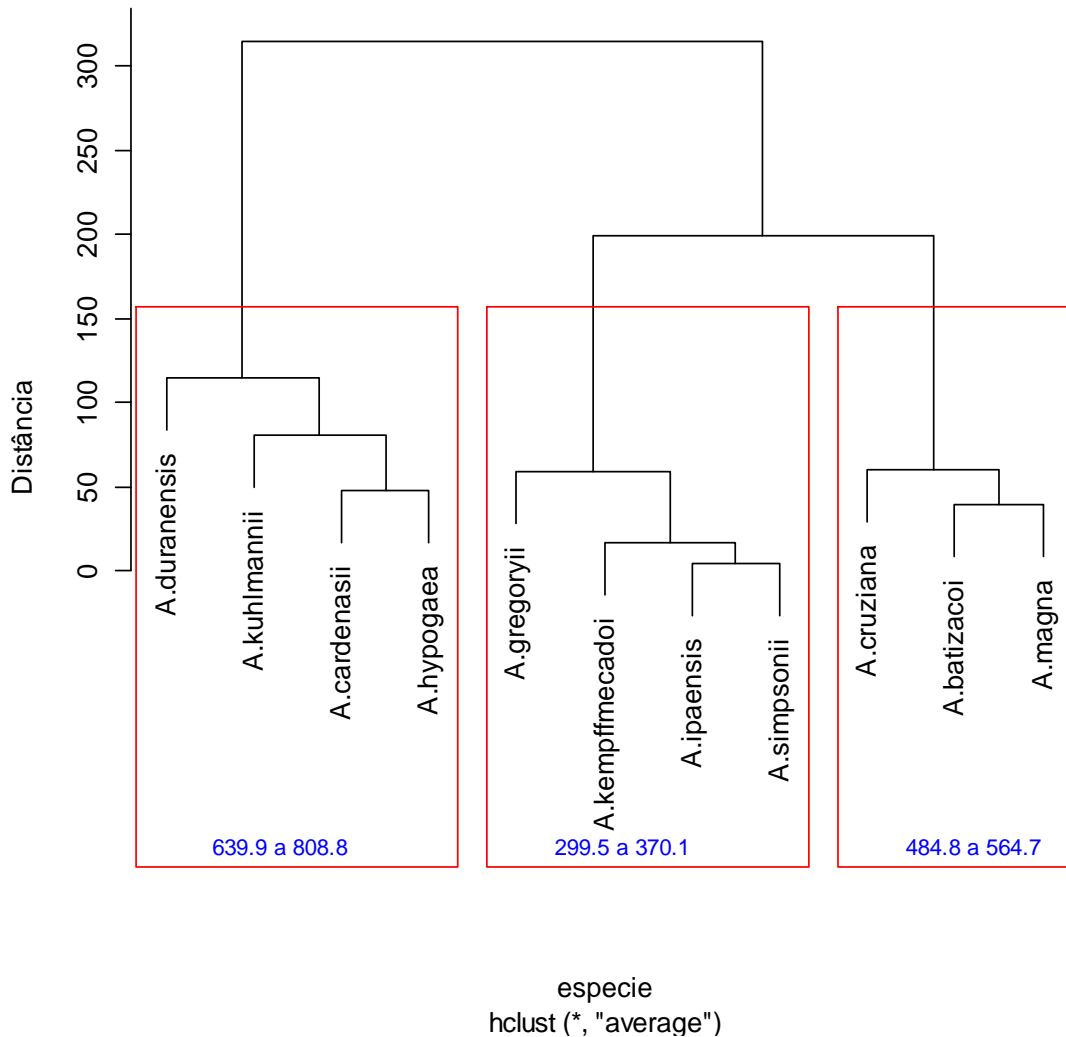 Distância
300
250
200
150
100
50
0
A.duranensis
A.kuhlmannii
A.cardenasii
A.hypogaea
A.gregoryii
A.kempffmecadoi
A.ipaensis
A.simpsonii
A.cruziana
A.batizacoi
A.magna
639.9 a 808.8
299.5 a 370.1
484.8 a 564.7
especie
hclust (*, "average")